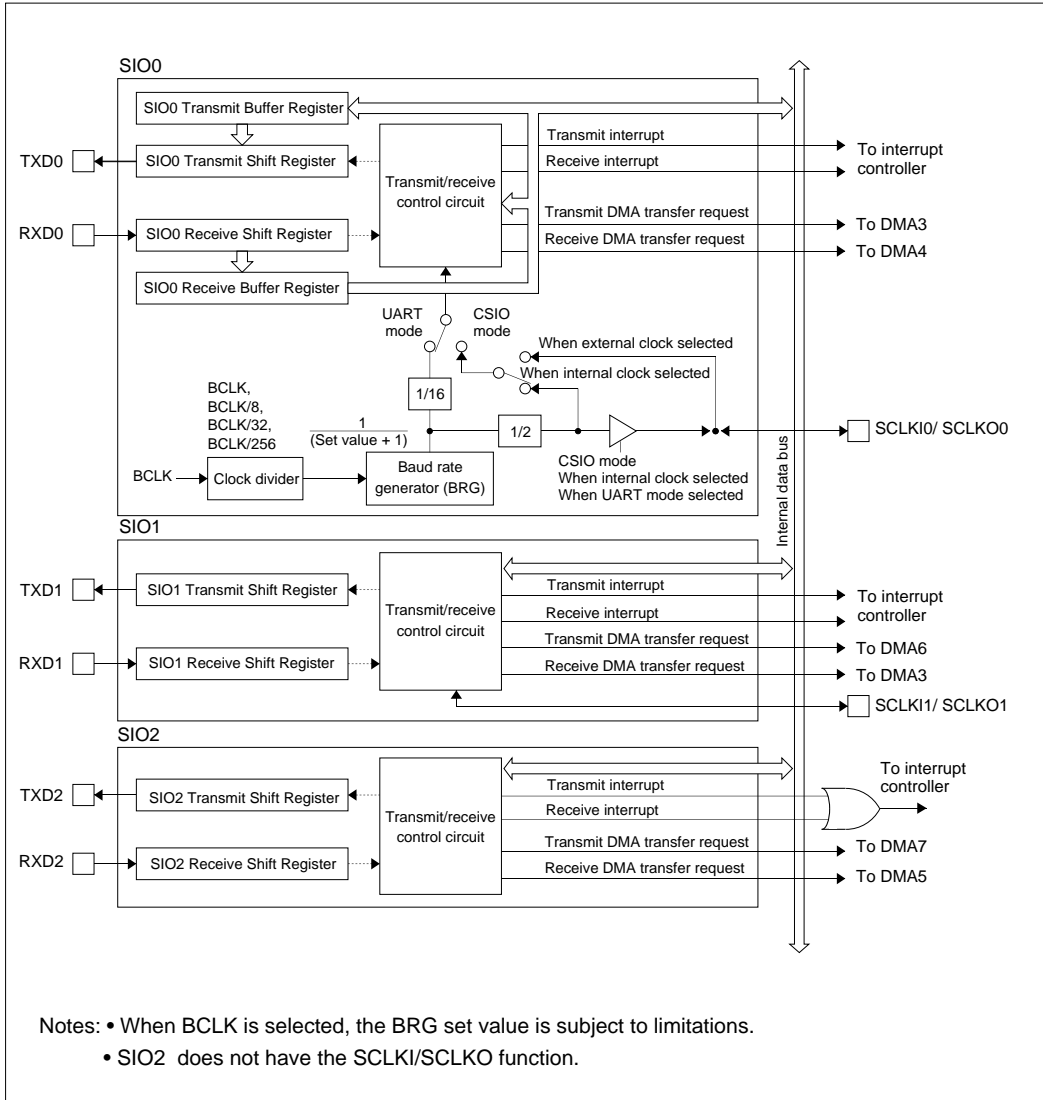 SIO0
SIO0 Transmit Buffer Register
SIO0 Transmit Shift Register
TXD0
Transmit/receive
control circuit
Transmit interrupt
Receive interrupt
To interrupt
controller
RXD0
SIO0 Receive Shift Register
SIO0 Receive Buffer Register
Transmit DMA transfer request
Receive DMA transfer request
To DMA3
To DMA4
UART
mode
CSIO
mode
When external clock selected
When internal clock selected
BCLK,
BCLK/8,
BCLK/32,
BCLK/256
1/16
1
(Set value + 1)
1/2
SCLKI0/ SCLKO0
BCLK
Clock divider
Baud rate
generator (BRG)
CSIO mode
When internal clock selected
When UART mode selected
Internal data bus
SIO1
TXD1
SIO1 Transmit Shift Register
Transmit/receive
control circuit
Transmit interrupt
Receive interrupt
To interrupt
controller
RXD1
SIO1 Receive Shift Register
Transmit DMA transfer request
Receive DMA transfer request
To DMA6
To DMA3
SCLKI1/ SCLKO1
SIO2
TXD2
SIO2 Transmit Shift Register
Transmit/receive
control circuit
Transmit interrupt
Receive interrupt
To interrupt
controller
RXD2
SIO2 Receive Shift Register
Transmit DMA transfer request
Receive DMA transfer request
To DMA7
To DMA5
Notes: • When BCLK is selected, the BRG set value is subject to limitations.
• SIO2 does not have the SCLKI/SCLKO function.